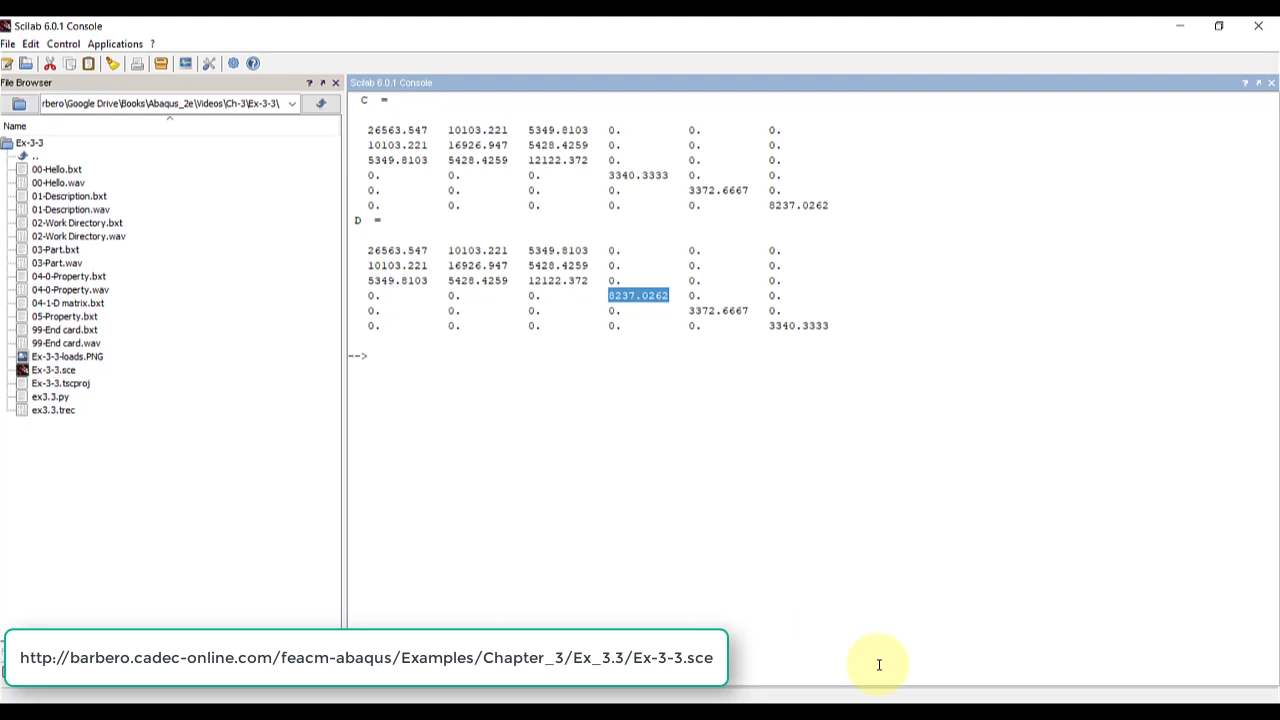 Scilab 6.0.1 Console
File Edit Control Applications ?
File Browser ? ↗ ✕
rbero\Google Drive\Books\Abaqus_2e\Videos\Ch-3\Ex-3-3\
Name
Ex-3-3
..
00-Hello.bxt
00-Hello.wav
01-Description.bxt
01-Description.wav
02-Work Directory.bxt
02-Work Directory.wav
03-Part.bxt
03-Part.wav
04-0-Property.bxt
04-0-Property.wav
04-1-D matrix.bxt
05-Property.bxt
99-End card.bxt
99-End card.wav
Ex-3-3-loads.PNG
Ex-3-3.sce
Ex-3-3.tscproj
ex3.3.py
ex3.3.trec
Scilab 6.0.1 Console ? ↗ ✕
C =
26563.547 10103.221 5349.8103 0. 0. 0.
10103.221 16926.947 5428.4259 0. 0. 0.
5349.8103 5428.4259 12122.372 0. 0. 0.
0. 0. 0. 3340.3333 0. 0.
0. 0. 0. 0. 3372.6667 0.
0. 0. 0. 0. 0. 8237.0262
D =
26563.547 10103.221 5349.8103 0. 0. 0.
10103.221 16926.947 5428.4259 0. 0. 0.
5349.8103 5428.4259 12122.372 0. 0. 0.
0. 0. 0. 8237.0262 0. 0.
0. 0. 0. 0. 3372.6667 0.
0. 0. 0. 0. 0. 3340.3333
-->
http://barbero.cadec-online.com/feacm-abaqus/Examples/Chapter_3/Ex_3.3/Ex-3-3.sce